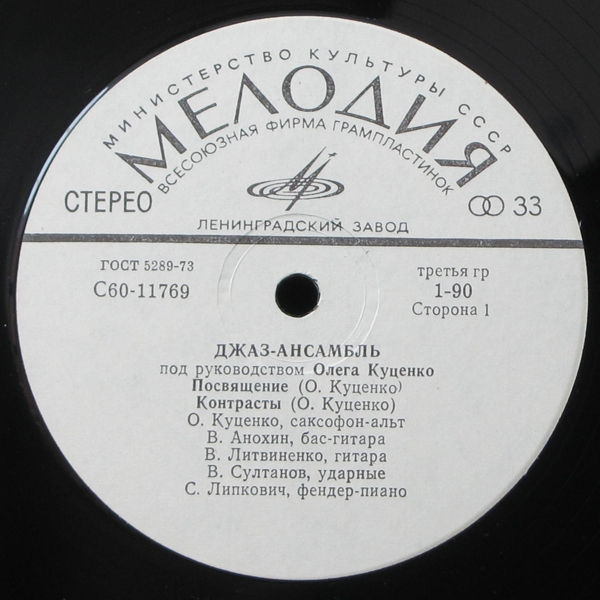 МИНИСТЕРСТВО КУЛЬТУРЫ СССР
МЕЛОДИЯ
ВСЕСОЮЗНАЯ ФИРМА ГРАМПЛАСТИНОК
СТЕРЕО
33
ЛЕНИНГРАДСКИЙ ЗАВОД
ГОСТ 5289-73
С60-11769
третья гр
1-90
Сторона 1
ДЖАЗ-АНСАМБЛЬ
под руководством Олега Куценко
Посвящение (О. Куценко)
Контрасты (О. Куценко)
О. Куценко, саксофон-альт
В. Анохин, бас-гитара
В. Литвиненко, гитара
В. Султанов, ударные
С. Липкович, фендер-пиано